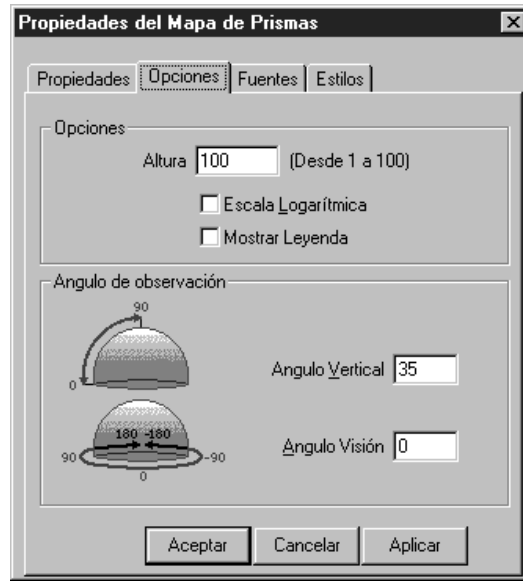 Propiedades del Mapa de Prismas
Propiedades Opciones Fuentes Estilos
Opciones
Altura 100 (Desde 1 a 100)
Escala Logarítmica
Mostrar Leyenda
Angulo de observación
90
0
Angulo Vertical 35
180 -180
90 -90
0
Angulo Visión 0
Aceptar Cancelar Aplicar